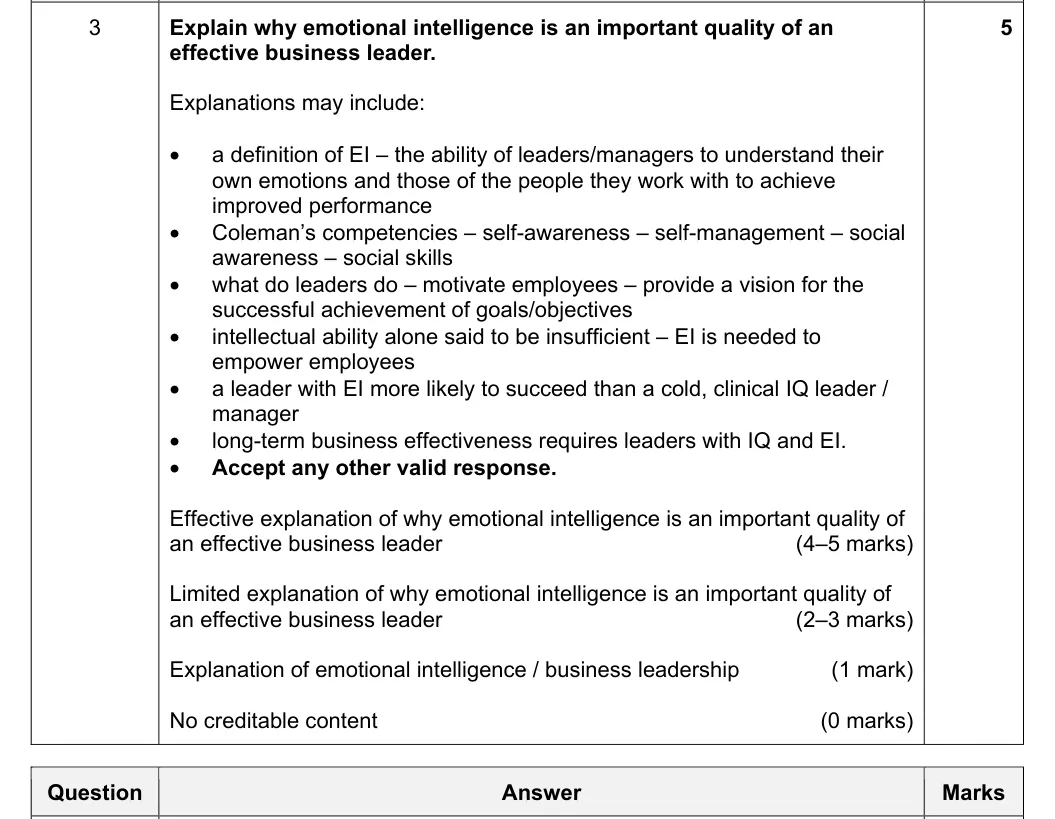 3
Explain why emotional intelligence is an important quality of an
effective business leader.
5
Explanations may include:
• a definition of EI – the ability of leaders/managers to understand their
own emotions and those of the people they work with to achieve
improved performance
• Coleman’s competencies – self-awareness – self-management – social
awareness – social skills
• what do leaders do – motivate employees – provide a vision for the
successful achievement of goals/objectives
• intellectual ability alone said to be insufficient – EI is needed to
empower employees
• a leader with EI more likely to succeed than a cold, clinical IQ leader /
manager
• long-term business effectiveness requires leaders with IQ and EI.
• Accept any other valid response.
Effective explanation of why emotional intelligence is an important quality of
an effective business leader (4–5 marks)
Limited explanation of why emotional intelligence is an important quality of
an effective business leader (2–3 marks)
Explanation of emotional intelligence / business leadership (1 mark)
No creditable content (0 marks)
Question Answer Marks